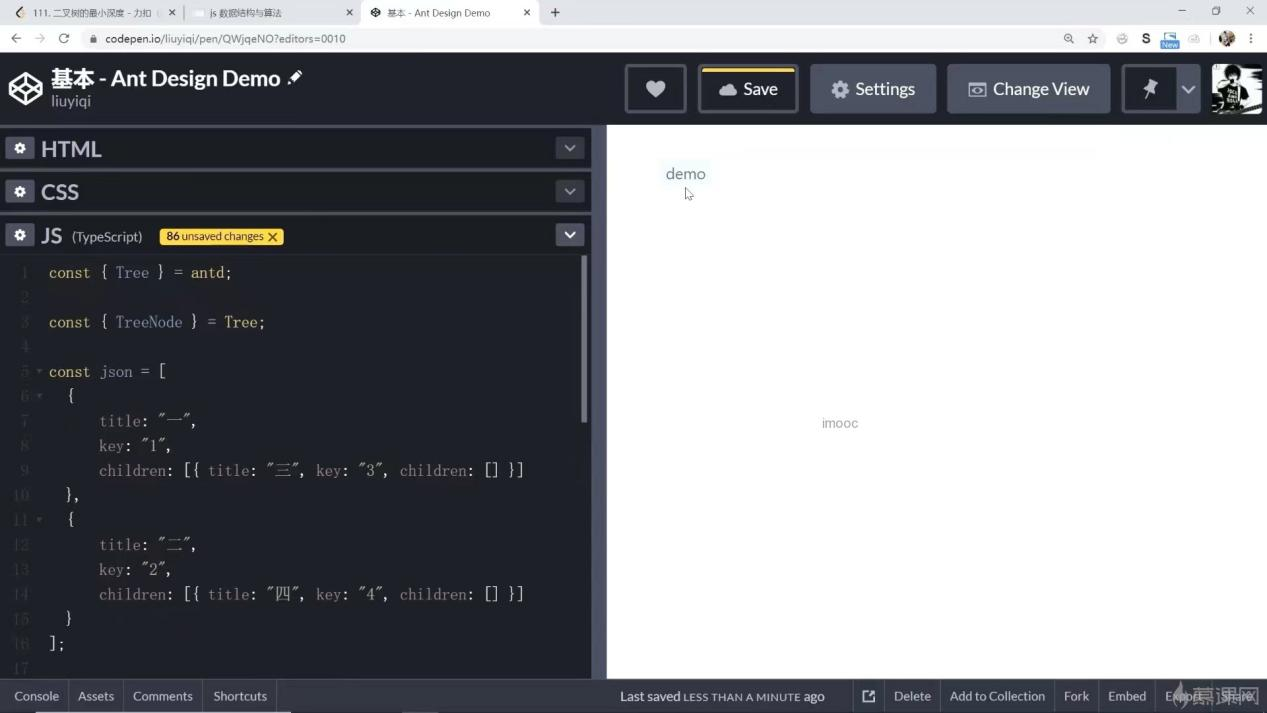 111. 二叉树的最小深度 - 力扣
js 数据结构与算法
基本 - Ant Design Demo
codepen.io/liuyiqi/pen/QWjqeNO?editors=0010
S
New
基本 - Ant Design Demo
liuyiqi
Save
Settings
Change View
HTML
CSS
JS (TypeScript) 86 unsaved changes
1 const { Tree } = antd;
2
3 const { TreeNode } = Tree;
4
5 const json = [
6 {
7 title: "一",
8 key: "1",
9 children: [{ title: "三", key: "3", children: [] }]
10 },
11 {
12 title: "二",
13 key: "2",
14 children: [{ title: "四", key: "4", children: [] }]
15 }
16 ];
17
demo
imooc
Console
Assets
Comments
Shortcuts
Last saved LESS THAN A MINUTE ago
Delete
Add to Collection
Fork
Embed
Export
Share
慕课网